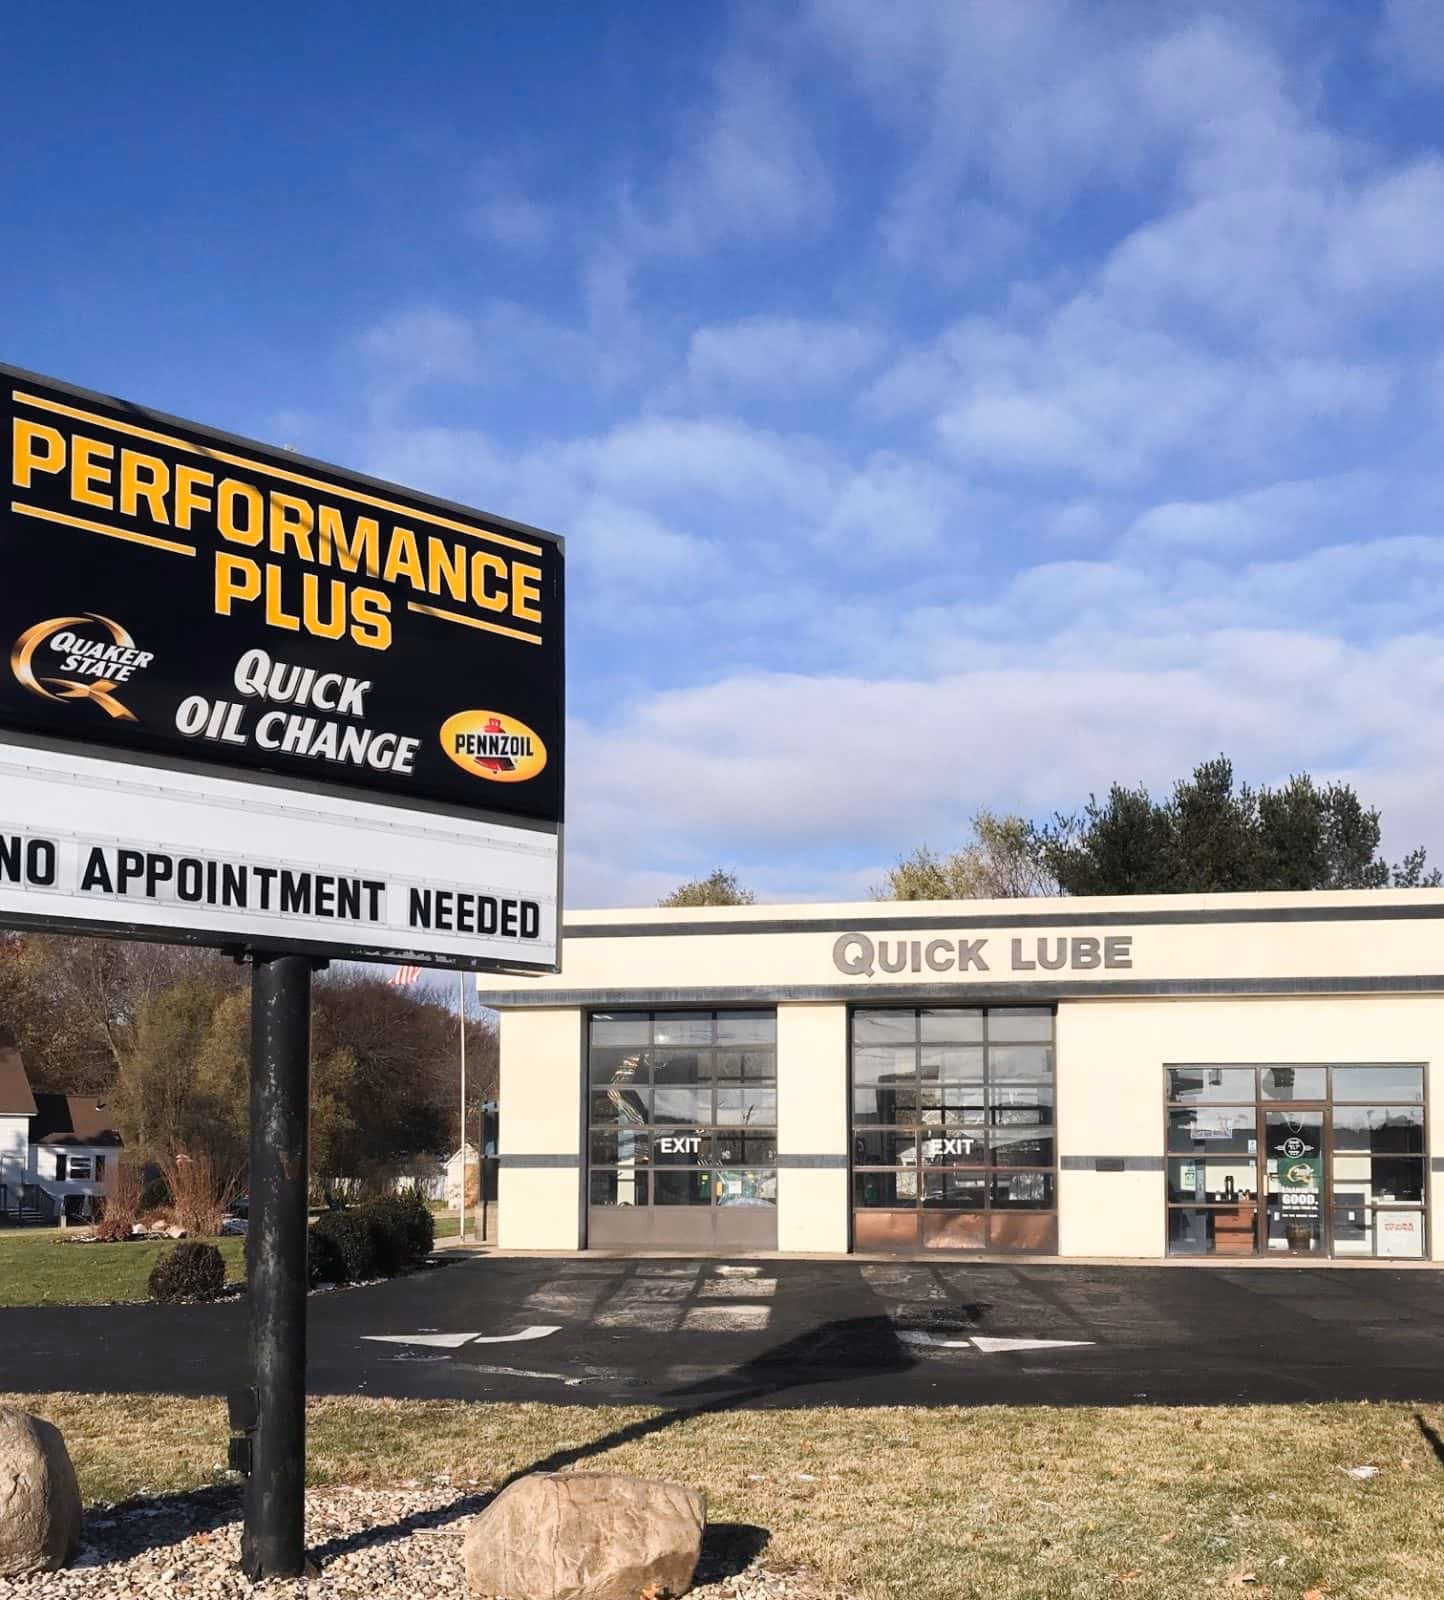 PERFORMANCE
PLUS
QUAKER
STATE
QUICK
OIL CHANGE
PENNZOIL
NO APPOINTMENT NEEDED
QUICK LUBE
EXIT
EXIT
GOOD.